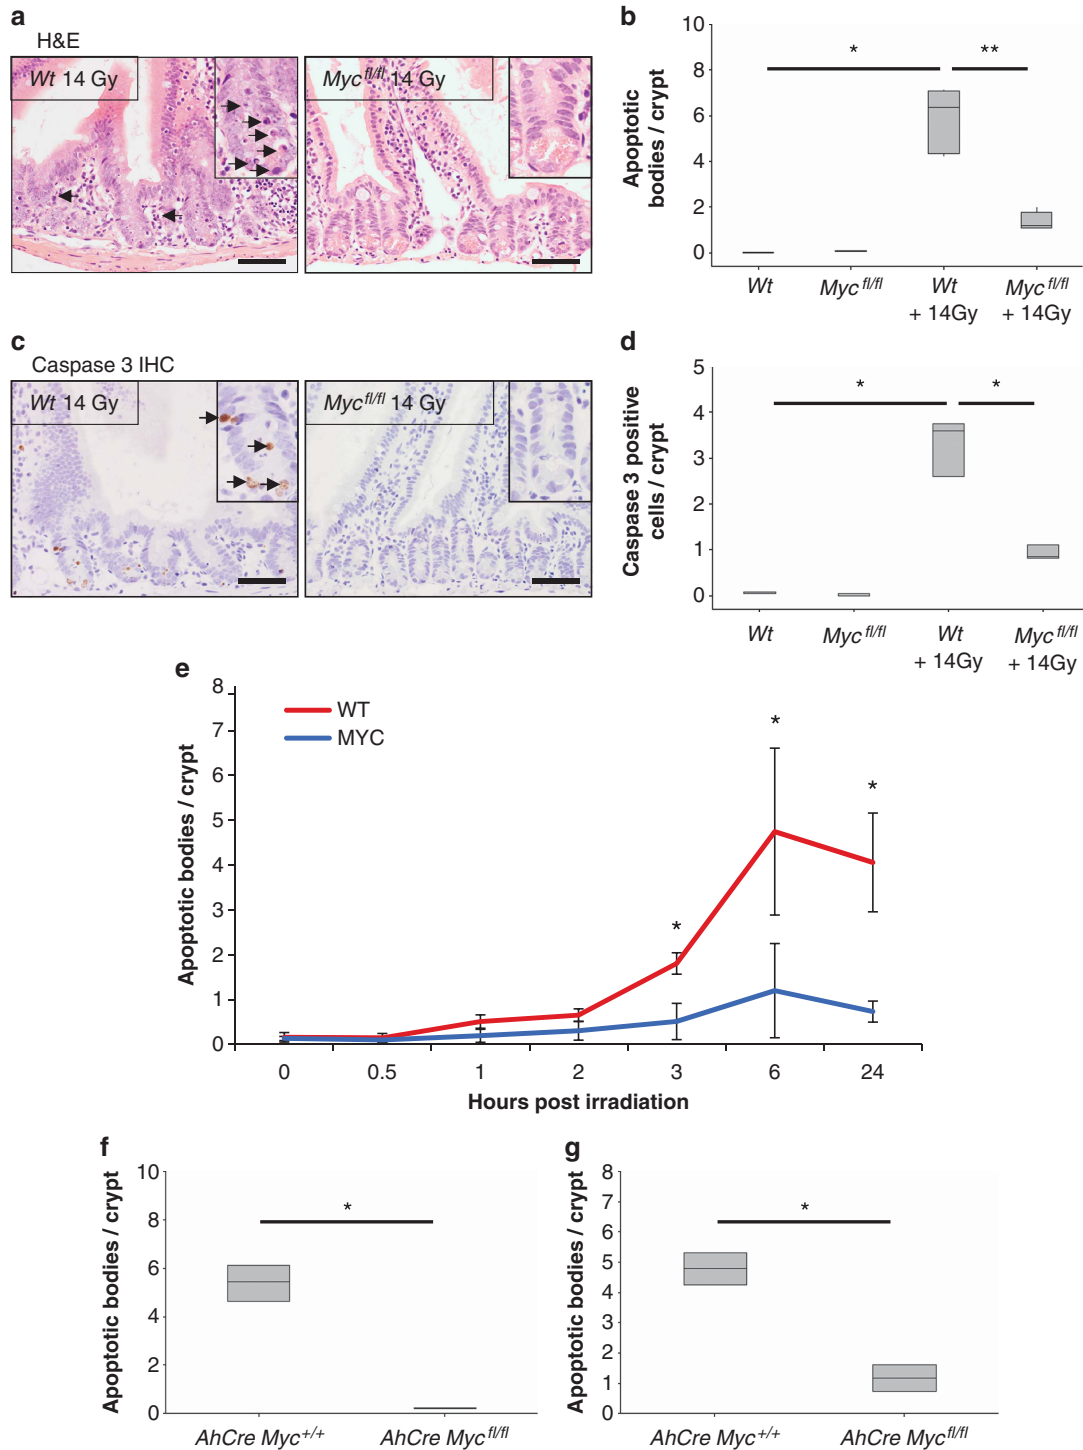 a
H&E
Wt 14 Gy
Myc fl/fl 14 Gy
b
Apoptotic
bodies / crypt
10
8
6
4
2
0
*
**
Wt
Myc fl/fl
Wt
+ 14Gy
Myc fl/fl
+ 14Gy
c
Caspase 3 IHC
Wt 14 Gy
Myc fl/fl 14 Gy
d
Caspase 3 positive
cells / crypt
5
4
3
2
1
0
*
*
Wt
Myc fl/fl
Wt
+ 14Gy
Myc fl/fl
+ 14Gy
e
Apoptotic bodies / crypt
8
7
6
5
4
3
2
1
0
WT
MYC
*
*
*
0 0.5 1 2 3 6 24
Hours post irradiation
f
Apoptotic bodies / crypt
10
8
6
4
2
0
*
AhCre Myc+/+
AhCre Mycfl/fl
g
Apoptotic bodies / crypt
8
7
6
5
4
3
2
1
0
*
AhCre Myc+/+
AhCre Mycfl/fl